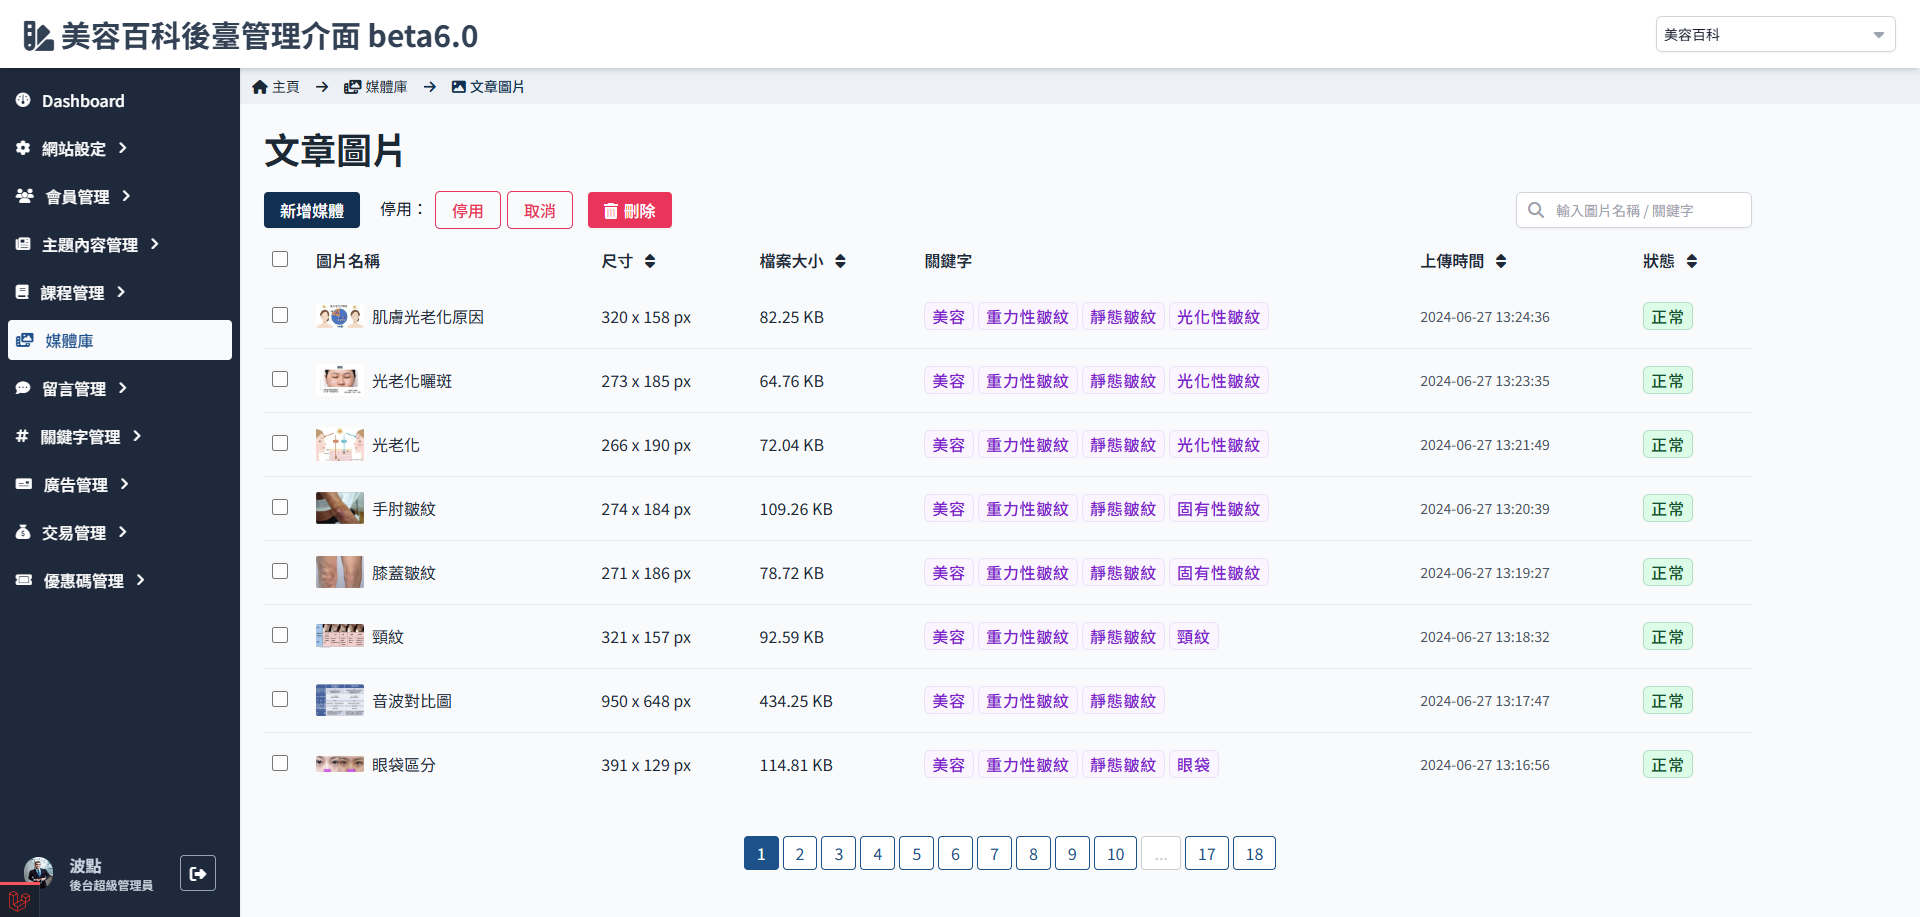 美容百科後臺管理介面 beta6.0
美容百科
Dashboard
網站設定
會員管理
主題內容管理
課程管理
媒體庫
留言管理
關鍵字管理
廣告管理
交易管理
優惠碼管理
波點
後台超級管理員
主頁 → 媒體庫 → 文章圖片
文章圖片
新增媒體 停用： 停用 取消 刪除
輸入圖片名稱 / 關鍵字
圖片名稱 尺寸 檔案大小 關鍵字 上傳時間 狀態
肌膚光老化原因 320 x 158 px 82.25 KB 美容 重力性皺紋 靜態皺紋 光化性皺紋 2024-06-27 13:24:36 正常
光老化曬斑 273 x 185 px 64.76 KB 美容 重力性皺紋 靜態皺紋 光化性皺紋 2024-06-27 13:23:35 正常
光老化 266 x 190 px 72.04 KB 美容 重力性皺紋 靜態皺紋 光化性皺紋 2024-06-27 13:21:49 正常
手肘皺紋 274 x 184 px 109.26 KB 美容 重力性皺紋 靜態皺紋 固有性皺紋 2024-06-27 13:20:39 正常
膝蓋皺紋 271 x 186 px 78.72 KB 美容 重力性皺紋 靜態皺紋 固有性皺紋 2024-06-27 13:19:27 正常
頸紋 321 x 157 px 92.59 KB 美容 重力性皺紋 靜態皺紋 頸紋 2024-06-27 13:18:32 正常
音波對比圖 950 x 648 px 434.25 KB 美容 重力性皺紋 靜態皺紋 2024-06-27 13:17:47 正常
眼袋區分 391 x 129 px 114.81 KB 美容 重力性皺紋 靜態皺紋 眼袋 2024-06-27 13:16:56 正常
1 2 3 4 5 6 7 8 9 10 ... 17 18